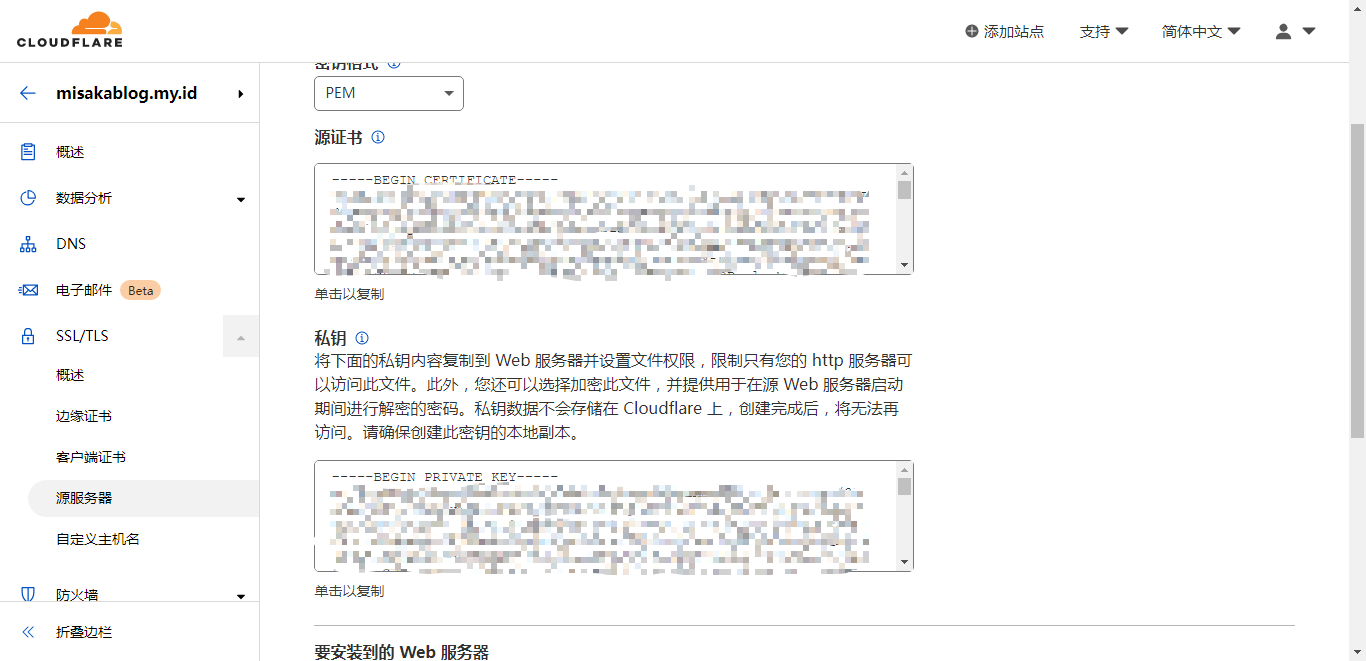 CLOUDFLARE
添加站点
支持
简体中文
misakablog.my.id
概述
数据分析
DNS
电子邮件 Beta
SSL/TLS
概述
边缘证书
客户端证书
源服务器
自定义主机名
防火墙
折叠边栏
密钥格式
PEM
源证书
-----BEGIN CERTIFICATE-----
单击以复制
私钥
将下面的私钥内容复制到 Web 服务器并设置文件权限，限制只有您的 http 服务器可
以访问此文件。此外，您还可以选择加密此文件，并提供用于在源 Web 服务器启动
期间进行解密的密码。私钥数据不会存储在 Cloudflare 上，创建完成后，将无法再
访问。请确保创建此密钥的本地副本。
-----BEGIN PRIVATE KEY-----
单击以复制
要安装到的 Web 服务器